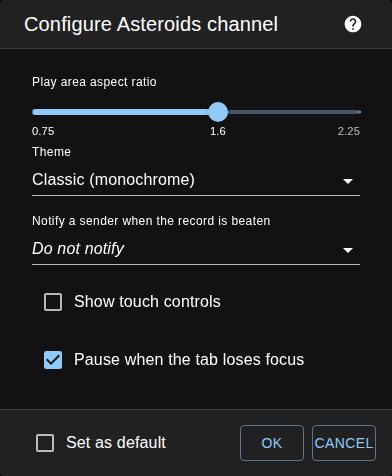 Configure Asteroids channel
Play area aspect ratio
0.75 1.6 2.25
Theme
Classic (monochrome)
Notify a sender when the record is beaten
Do not notify
Show touch controls
Pause when the tab loses focus
Set as default OK CANCEL